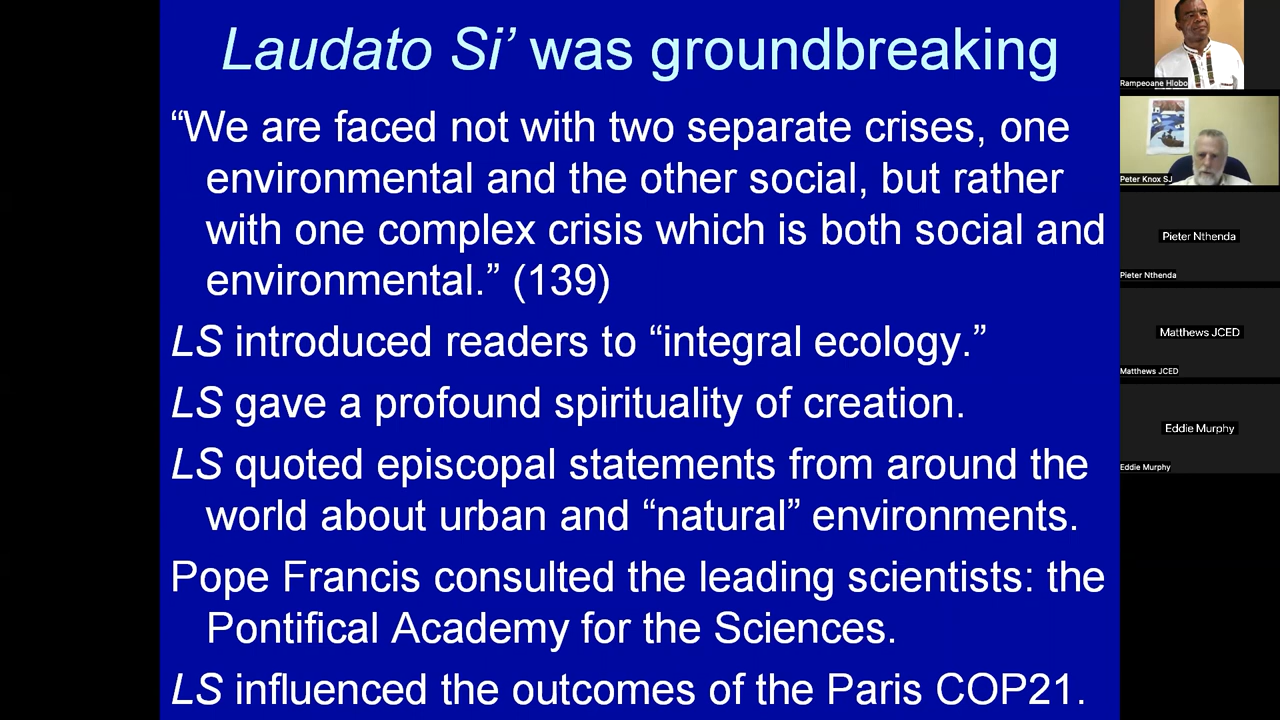 Laudato Si’ was groundbreaking
“We are faced not with two separate crises, one
environmental and the other social, but rather
with one complex crisis which is both social and
environmental.” (139)
LS introduced readers to “integral ecology.”
LS gave a profound spirituality of creation.
LS quoted episcopal statements from around the
world about urban and “natural” environments.
Pope Francis consulted the leading scientists: the
Pontifical Academy for the Sciences.
LS influenced the outcomes of the Paris COP21.
Rampeoane Hlobo
Peter Knox SJ
Pieter Nthenda
Pieter Nthenda
Matthews JCED
Matthews JCED
Eddie Murphy
Eddie Murphy